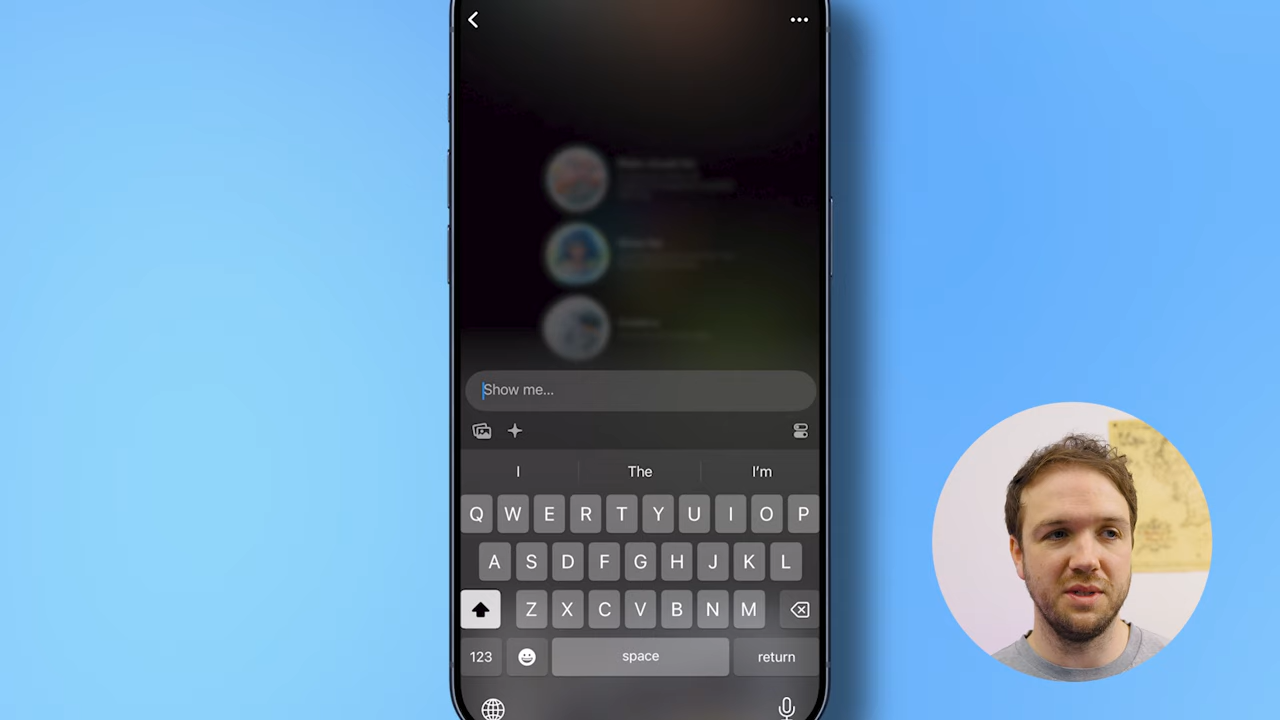 Show me...
I The I'm
Q W E R T Y U I O P
A S D F G H J K L
Z X C V B N M
123 space return